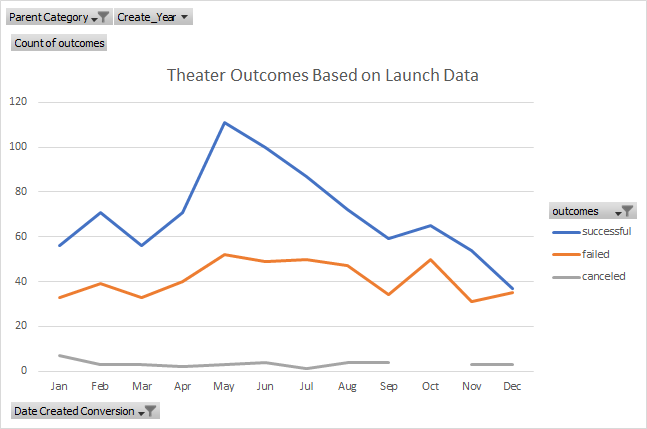 Parent Category Create_Year
Count of outcomes
Theater Outcomes Based on Launch Data
120
100
80
60
40
20
0
Jan Feb Mar Apr May Jun Jul Aug Sep Oct Nov Dec
outcomes
successful
failed
canceled
Date Created Conversion